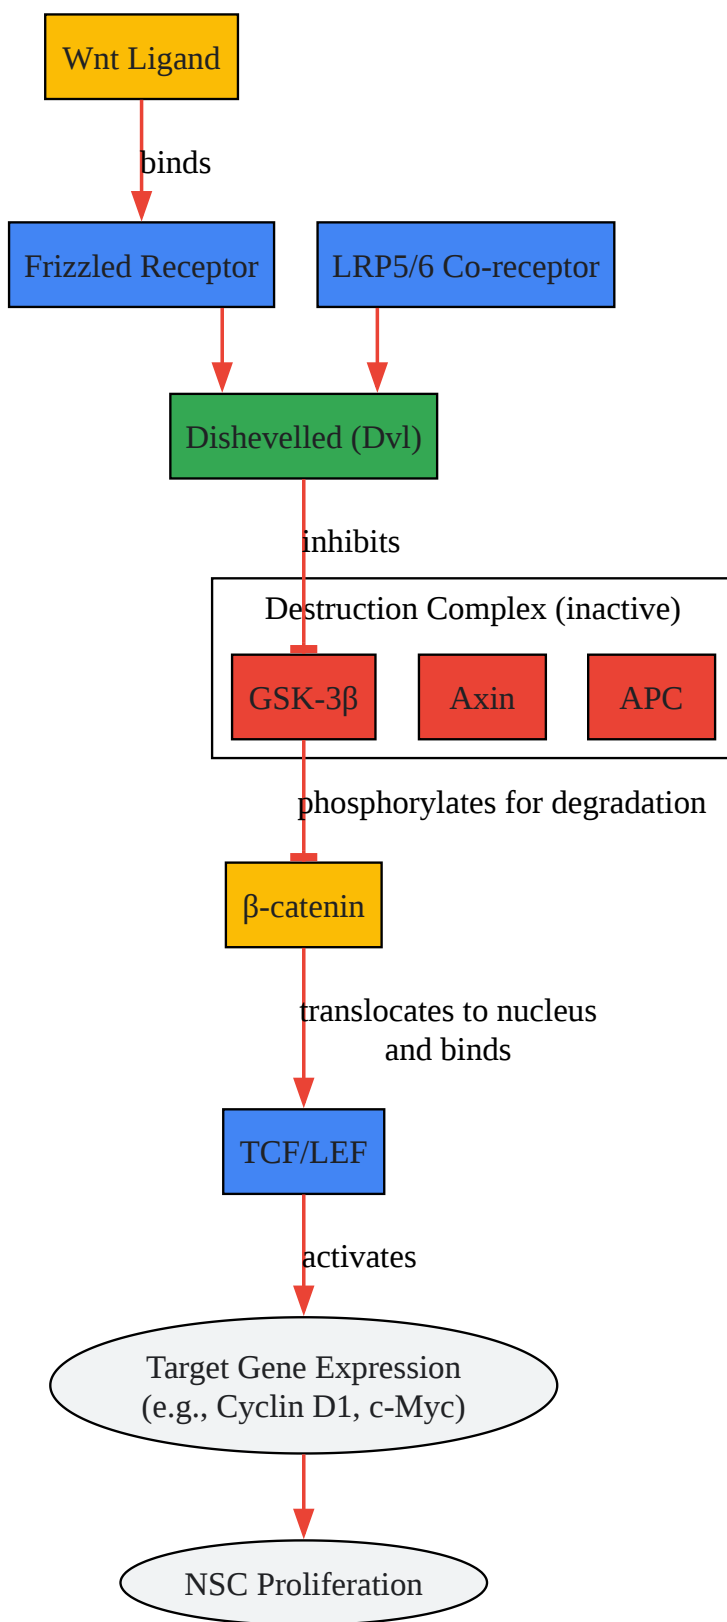 Wnt Ligand
binds
Frizzled Receptor
LRP5/6 Co-receptor
Dishevelled (Dvl)
inhibits
Destruction Complex (inactive)
GSK-3β
Axin
APC
phosphorylates for degradation
β-catenin
translocates to nucleus
and binds
TCF/LEF
activates
Target Gene Expression
(e.g., Cyclin D1, c-Myc)
NSC Proliferation